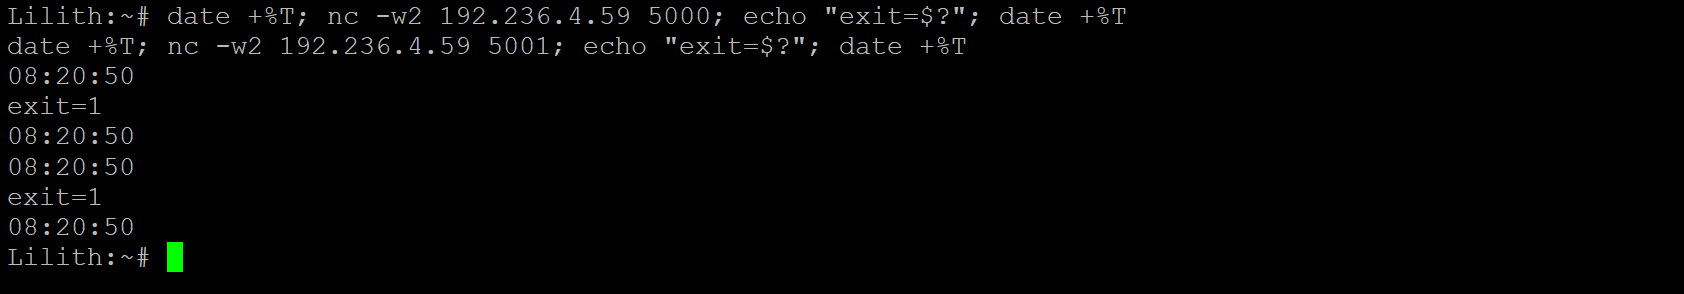 Lilith:~# date +%T; nc -w2 192.236.4.59 5000; echo "exit=$?"; date +%T
date +%T; nc -w2 192.236.4.59 5001; echo "exit=$?"; date +%T
08:20:50
exit=1
08:20:50
08:20:50
exit=1
08:20:50
Lilith:~#